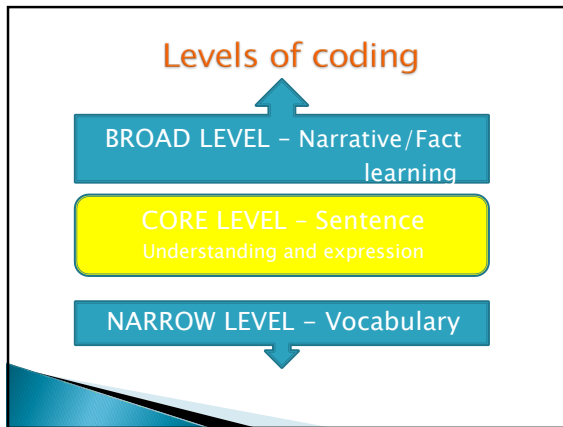 Levels of coding
BROAD LEVEL – Narrative/Fact
learning
CORE LEVEL – Sentence
Understanding and expression
NARROW LEVEL – Vocabulary